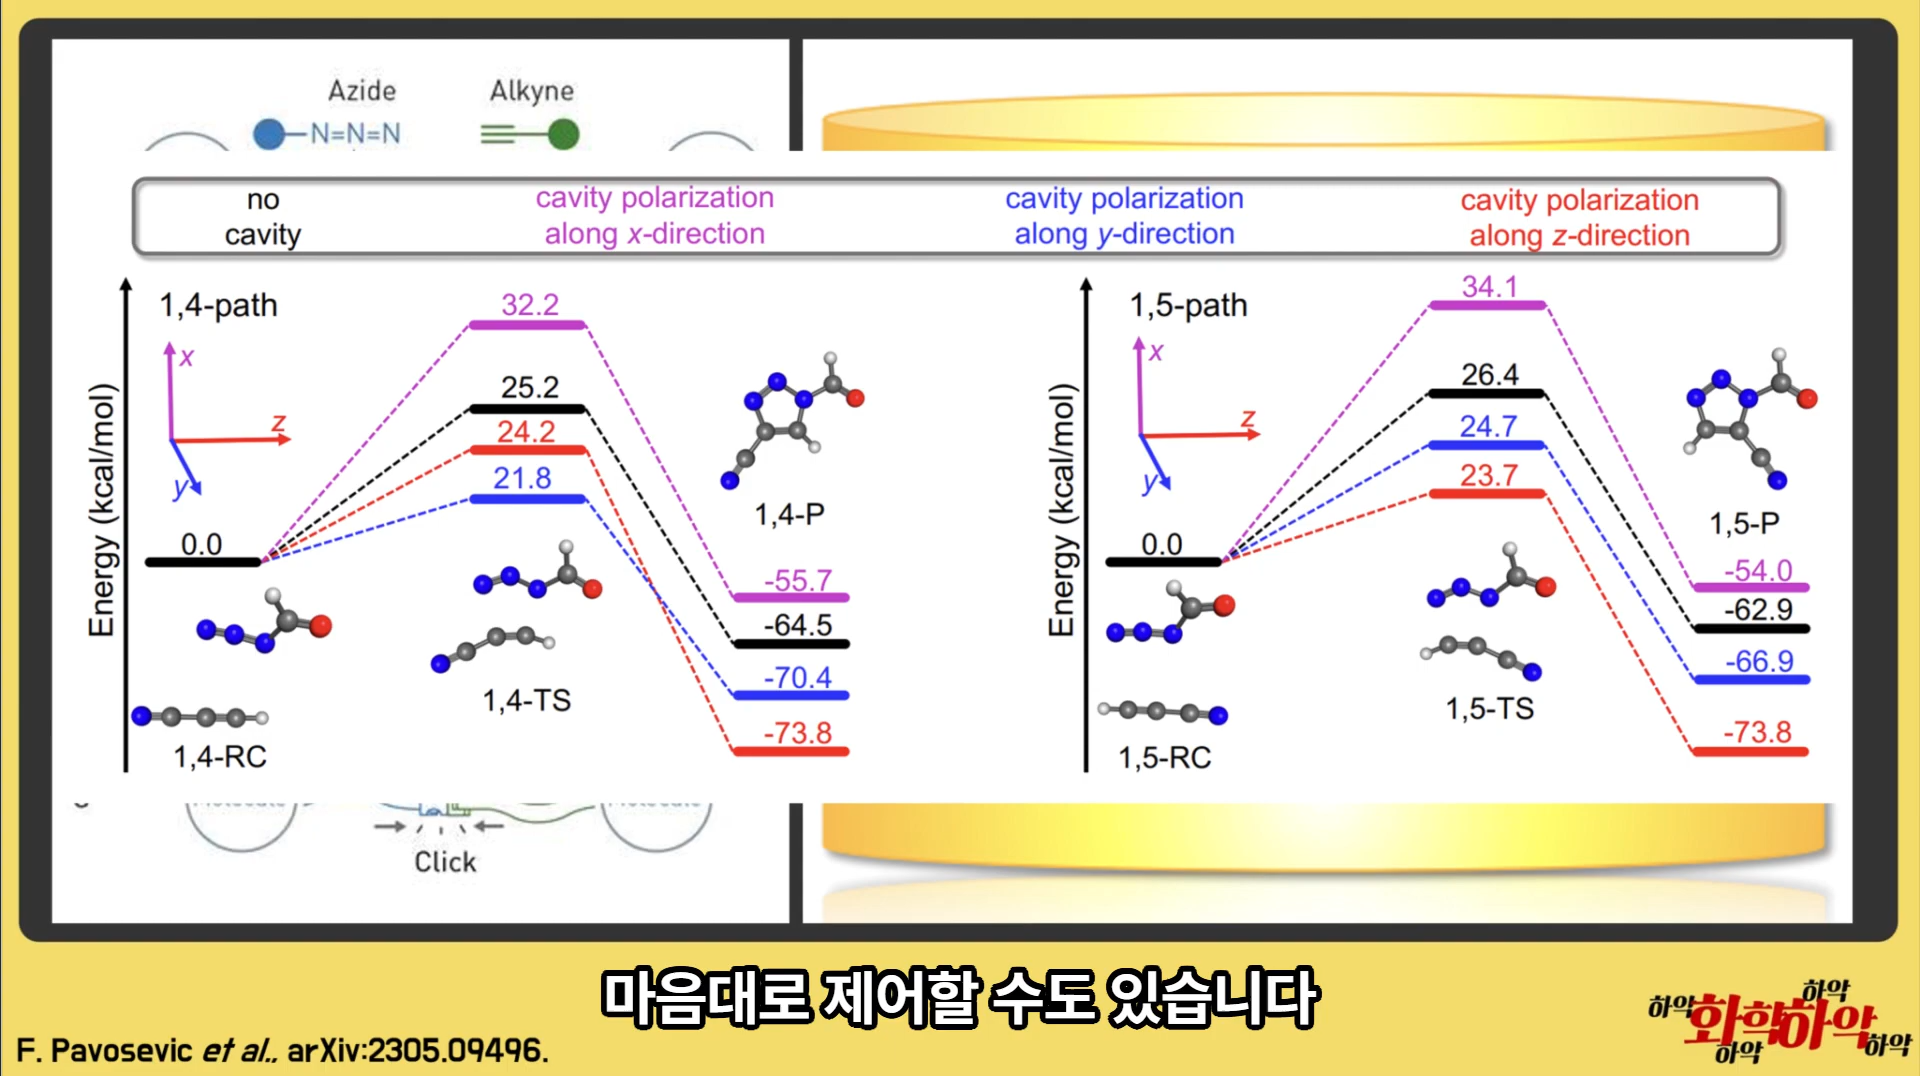 Azide
Alkyne
N=N=N
no
cavity
cavity polarization
along x-direction
cavity polarization
along y-direction
cavity polarization
along z-direction
Energy (kcal/mol)
1,4-path
x
z
y
0.0
32.2
25.2
24.2
21.8
-55.7
-64.5
-70.4
-73.8
1,4-RC
1,4-TS
1,4-P
Energy (kcal/mol)
1,5-path
x
z
y
0.0
34.1
26.4
24.7
23.7
-54.0
-62.9
-66.9
-73.8
1,5-RC
1,5-TS
1,5-P
Click
마음대로 제어할 수도 있습니다
F. Pavosevic et al., arXiv:2305.09496.
하악
화학하악
하악
하악
하악